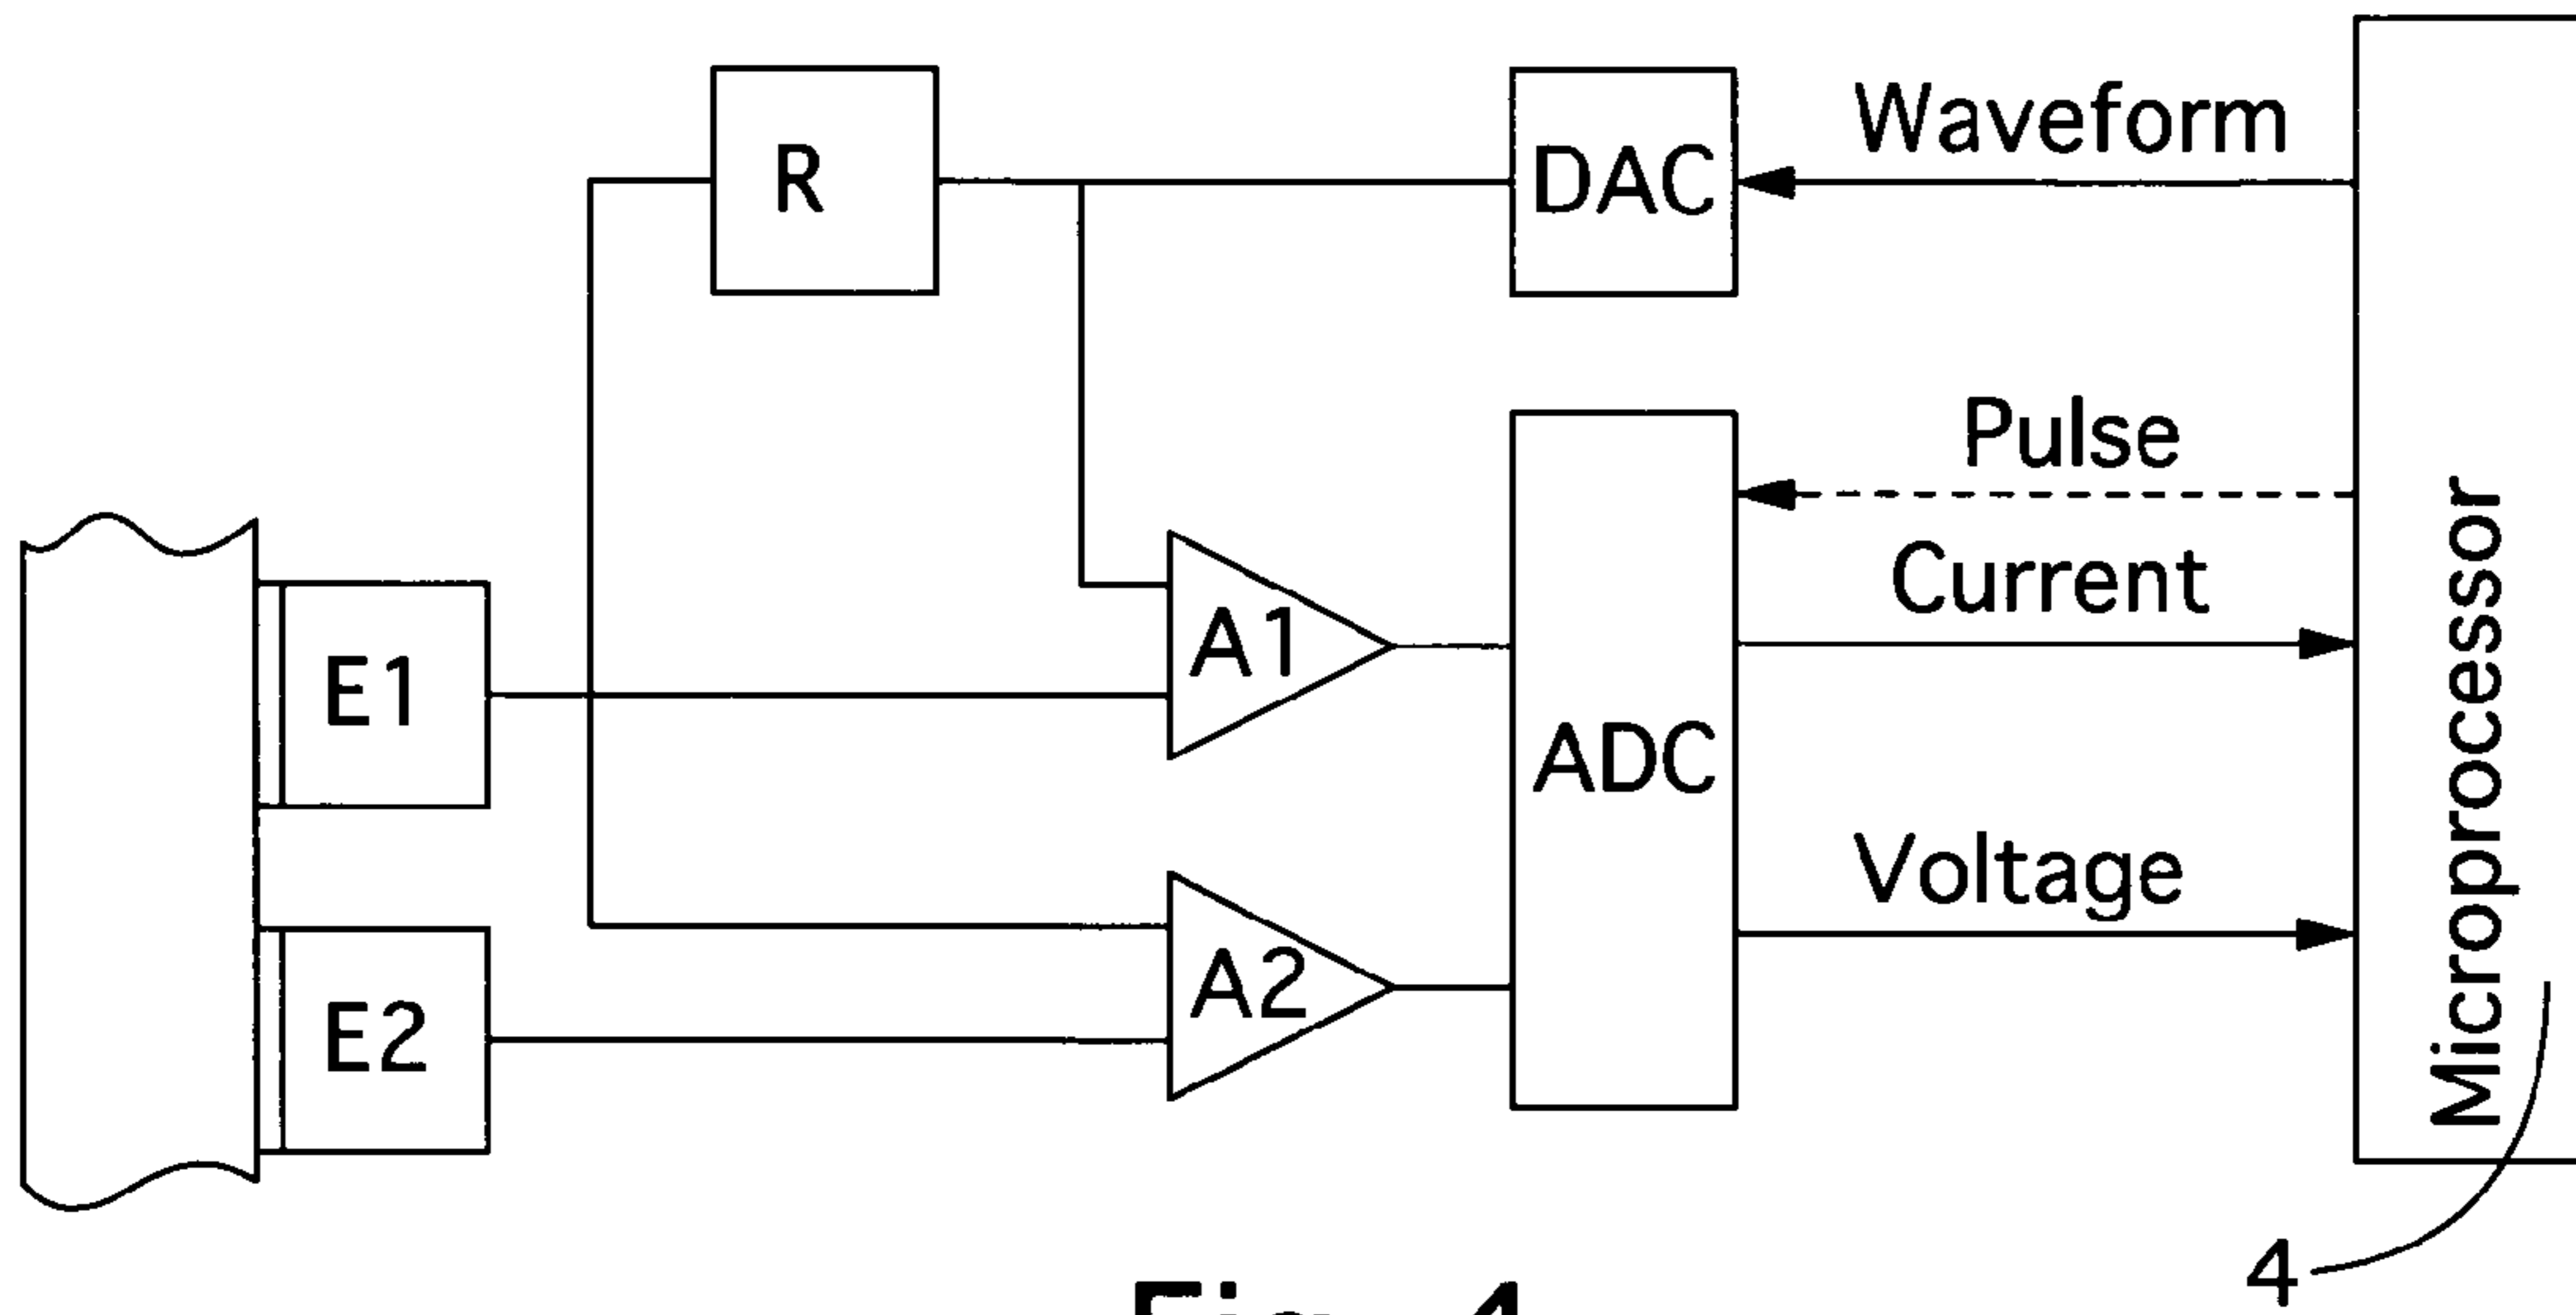 R
DAC
Waveform
Pulse
Current
E1
A1
ADC
Voltage
E2
A2
Microprocessor
4